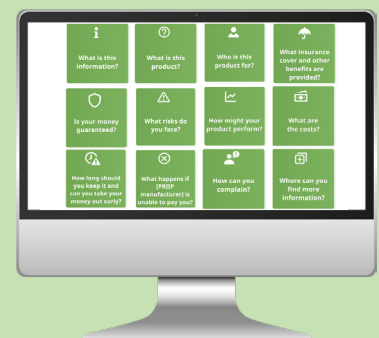 What is this
information?
What is this
product?
Who is this
product for?
What insurance
cover and other
benefits are
provided?
Is your money
guaranteed?
What risks do
you face?
How might your
product perform?
What are
the costs?
How long should
you keep it and
can you take your
money out early?
What happens if
[PRIIP
manufacturer] is
unable to pay you?
How can you
complain?
Where can you
find more
information?